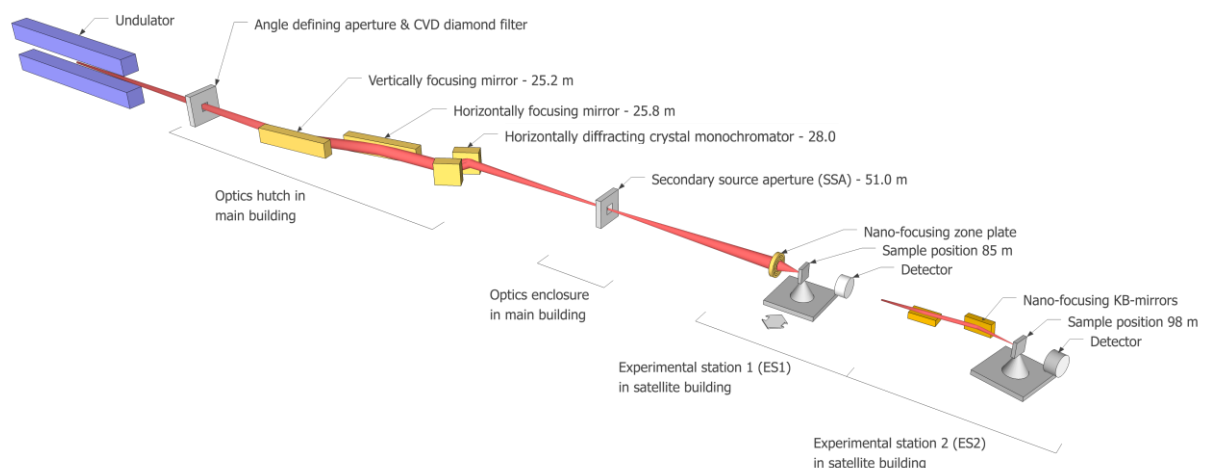 Undulator
Angle defining aperture & CVD diamond filter
Vertically focusing mirror - 25.2 m
Horizontally focusing mirror - 25.8 m
Horizontally diffracting crystal monochromator - 28.0
Optics hutch in
main building
Secondary source aperture (SSA) - 51.0 m
Nano-focusing zone plate
Sample position 85 m
Detector
Optics enclosure
in main building
Nano-focusing KB-mirrors
Sample position 98 m
Detector
Experimental station 1 (ES1)
in satellite building
Experimental station 2 (ES2)
in satellite building